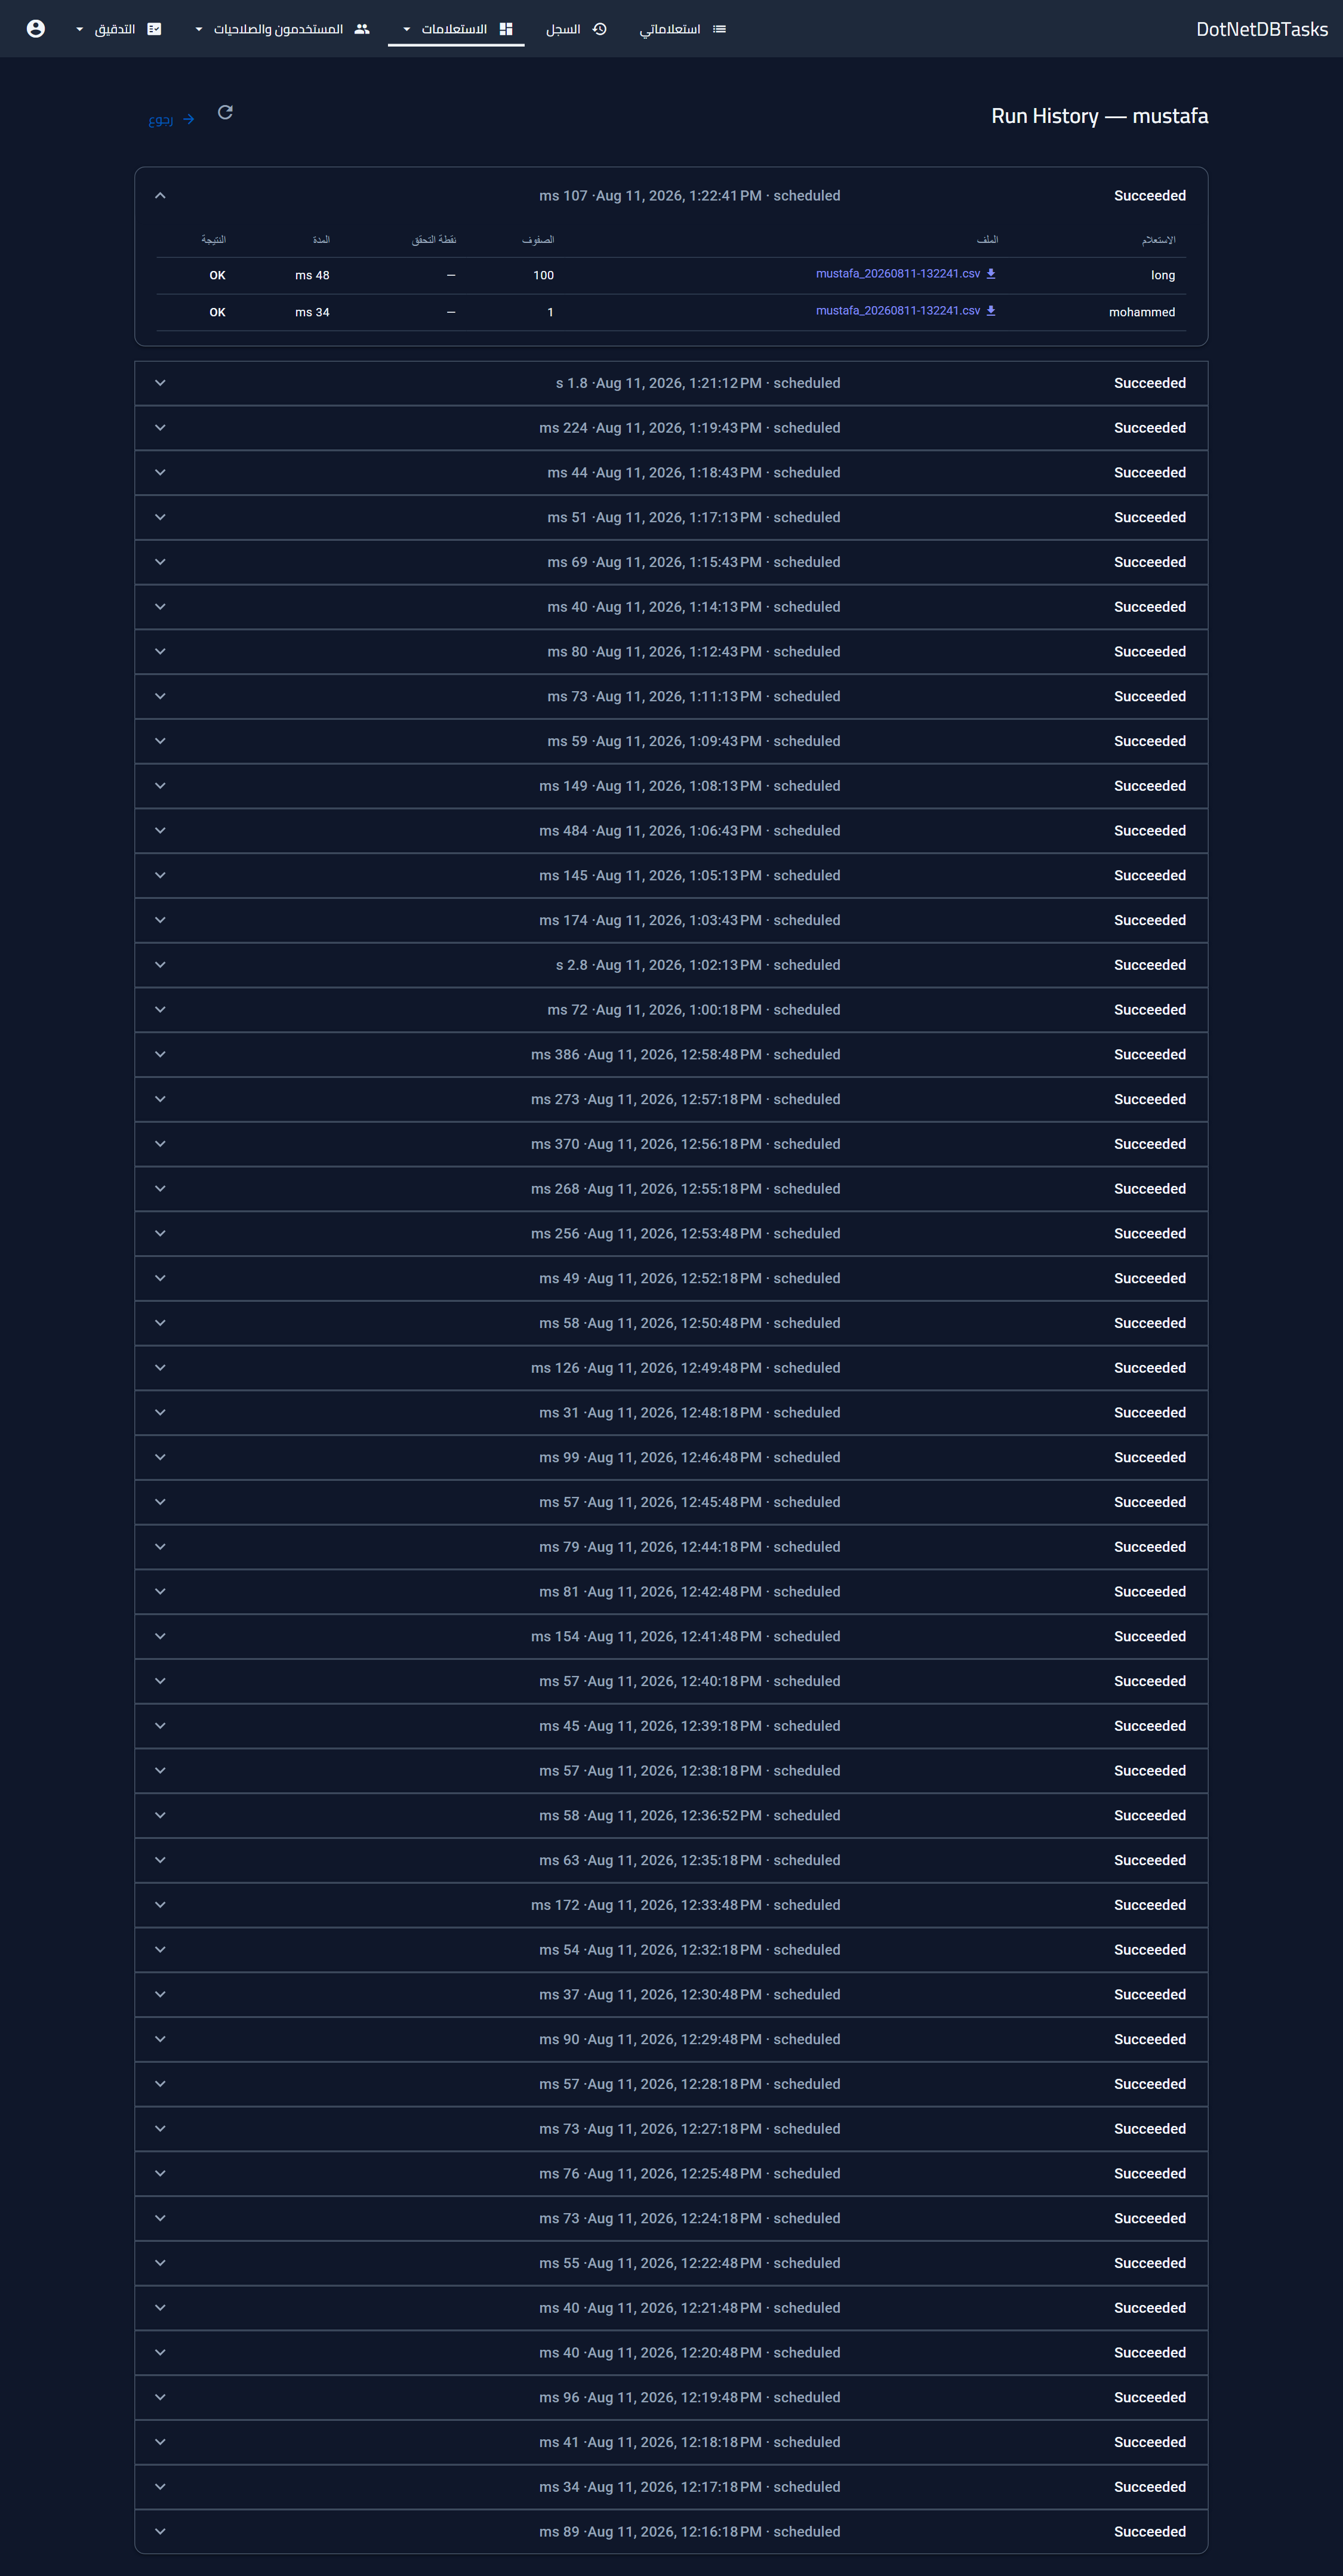 DotNetDBTasks
استعلاماتي
السجل
الاستعلامات
المستخدمون والصلاحيات
التدقيق
Run History — mustafa
رجوع
Succeeded ms 107 ·Aug 11, 2026, 1:22:41 PM · scheduled
الاستعلام الملف الصفوف نقطة التحقق المدة النتيجة
long mustafa_20260811-132241.csv 100 — ms 48 OK
mohammed mustafa_20260811-132241.csv 1 — ms 34 OK
Succeeded s 1.8 ·Aug 11, 2026, 1:21:12 PM · scheduled
Succeeded ms 224 ·Aug 11, 2026, 1:19:43 PM · scheduled
Succeeded ms 44 ·Aug 11, 2026, 1:18:43 PM · scheduled
Succeeded ms 51 ·Aug 11, 2026, 1:17:13 PM · scheduled
Succeeded ms 69 ·Aug 11, 2026, 1:15:43 PM · scheduled
Succeeded ms 40 ·Aug 11, 2026, 1:14:13 PM · scheduled
Succeeded ms 80 ·Aug 11, 2026, 1:12:43 PM · scheduled
Succeeded ms 73 ·Aug 11, 2026, 1:11:13 PM · scheduled
Succeeded ms 59 ·Aug 11, 2026, 1:09:43 PM · scheduled
Succeeded ms 149 ·Aug 11, 2026, 1:08:13 PM · scheduled
Succeeded ms 484 ·Aug 11, 2026, 1:06:43 PM · scheduled
Succeeded ms 145 ·Aug 11, 2026, 1:05:13 PM · scheduled
Succeeded ms 174 ·Aug 11, 2026, 1:03:43 PM · scheduled
Succeeded s 2.8 ·Aug 11, 2026, 1:02:13 PM · scheduled
Succeeded ms 72 ·Aug 11, 2026, 1:00:18 PM · scheduled
Succeeded ms 386 ·Aug 11, 2026, 12:58:48 PM · scheduled
Succeeded ms 273 ·Aug 11, 2026, 12:57:18 PM · scheduled
Succeeded ms 370 ·Aug 11, 2026, 12:56:18 PM · scheduled
Succeeded ms 268 ·Aug 11, 2026, 12:55:18 PM · scheduled
Succeeded ms 256 ·Aug 11, 2026, 12:53:48 PM · scheduled
Succeeded ms 49 ·Aug 11, 2026, 12:52:18 PM · scheduled
Succeeded ms 58 ·Aug 11, 2026, 12:50:48 PM · scheduled
Succeeded ms 126 ·Aug 11, 2026, 12:49:48 PM · scheduled
Succeeded ms 31 ·Aug 11, 2026, 12:48:18 PM · scheduled
Succeeded ms 99 ·Aug 11, 2026, 12:46:48 PM · scheduled
Succeeded ms 57 ·Aug 11, 2026, 12:45:48 PM · scheduled
Succeeded ms 79 ·Aug 11, 2026, 12:44:18 PM · scheduled
Succeeded ms 81 ·Aug 11, 2026, 12:42:48 PM · scheduled
Succeeded ms 154 ·Aug 11, 2026, 12:41:48 PM · scheduled
Succeeded ms 57 ·Aug 11, 2026, 12:40:18 PM · scheduled
Succeeded ms 45 ·Aug 11, 2026, 12:39:18 PM · scheduled
Succeeded ms 57 ·Aug 11, 2026, 12:38:18 PM · scheduled
Succeeded ms 58 ·Aug 11, 2026, 12:36:52 PM · scheduled
Succeeded ms 63 ·Aug 11, 2026, 12:35:18 PM · scheduled
Succeeded ms 172 ·Aug 11, 2026, 12:33:48 PM · scheduled
Succeeded ms 54 ·Aug 11, 2026, 12:32:18 PM · scheduled
Succeeded ms 37 ·Aug 11, 2026, 12:30:48 PM · scheduled
Succeeded ms 90 ·Aug 11, 2026, 12:29:48 PM · scheduled
Succeeded ms 57 ·Aug 11, 2026, 12:28:18 PM · scheduled
Succeeded ms 73 ·Aug 11, 2026, 12:27:18 PM · scheduled
Succeeded ms 76 ·Aug 11, 2026, 12:25:48 PM · scheduled
Succeeded ms 73 ·Aug 11, 2026, 12:24:18 PM · scheduled
Succeeded ms 55 ·Aug 11, 2026, 12:22:48 PM · scheduled
Succeeded ms 40 ·Aug 11, 2026, 12:21:48 PM · scheduled
Succeeded ms 40 ·Aug 11, 2026, 12:20:48 PM · scheduled
Succeeded ms 96 ·Aug 11, 2026, 12:19:48 PM · scheduled
Succeeded ms 41 ·Aug 11, 2026, 12:18:18 PM · scheduled
Succeeded ms 34 ·Aug 11, 2026, 12:17:18 PM · scheduled
Succeeded ms 89 ·Aug 11, 2026, 12:16:18 PM · scheduled